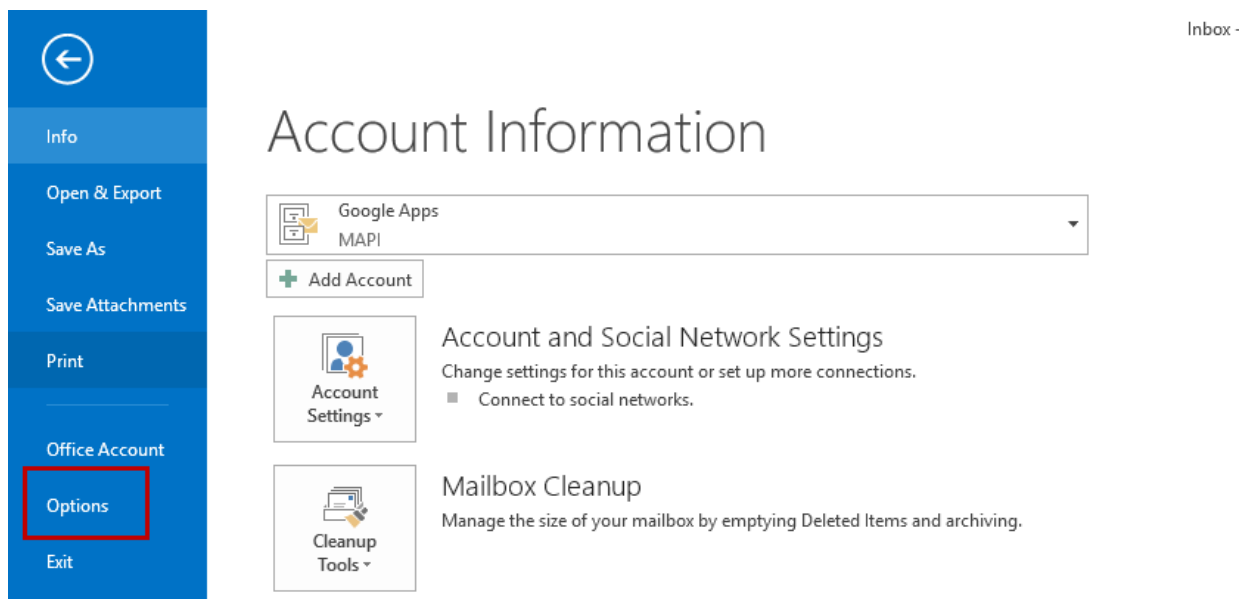 Inbox -
Info
Open & Export
Save As
Save Attachments
Print
Office Account
Options
Exit
Account Information
Google Apps
MAPI
Add Account
Account
Settings
Account and Social Network Settings
Change settings for this account or set up more connections.
Connect to social networks.
Cleanup
Tools
Mailbox Cleanup
Manage the size of your mailbox by emptying Deleted Items and archiving.